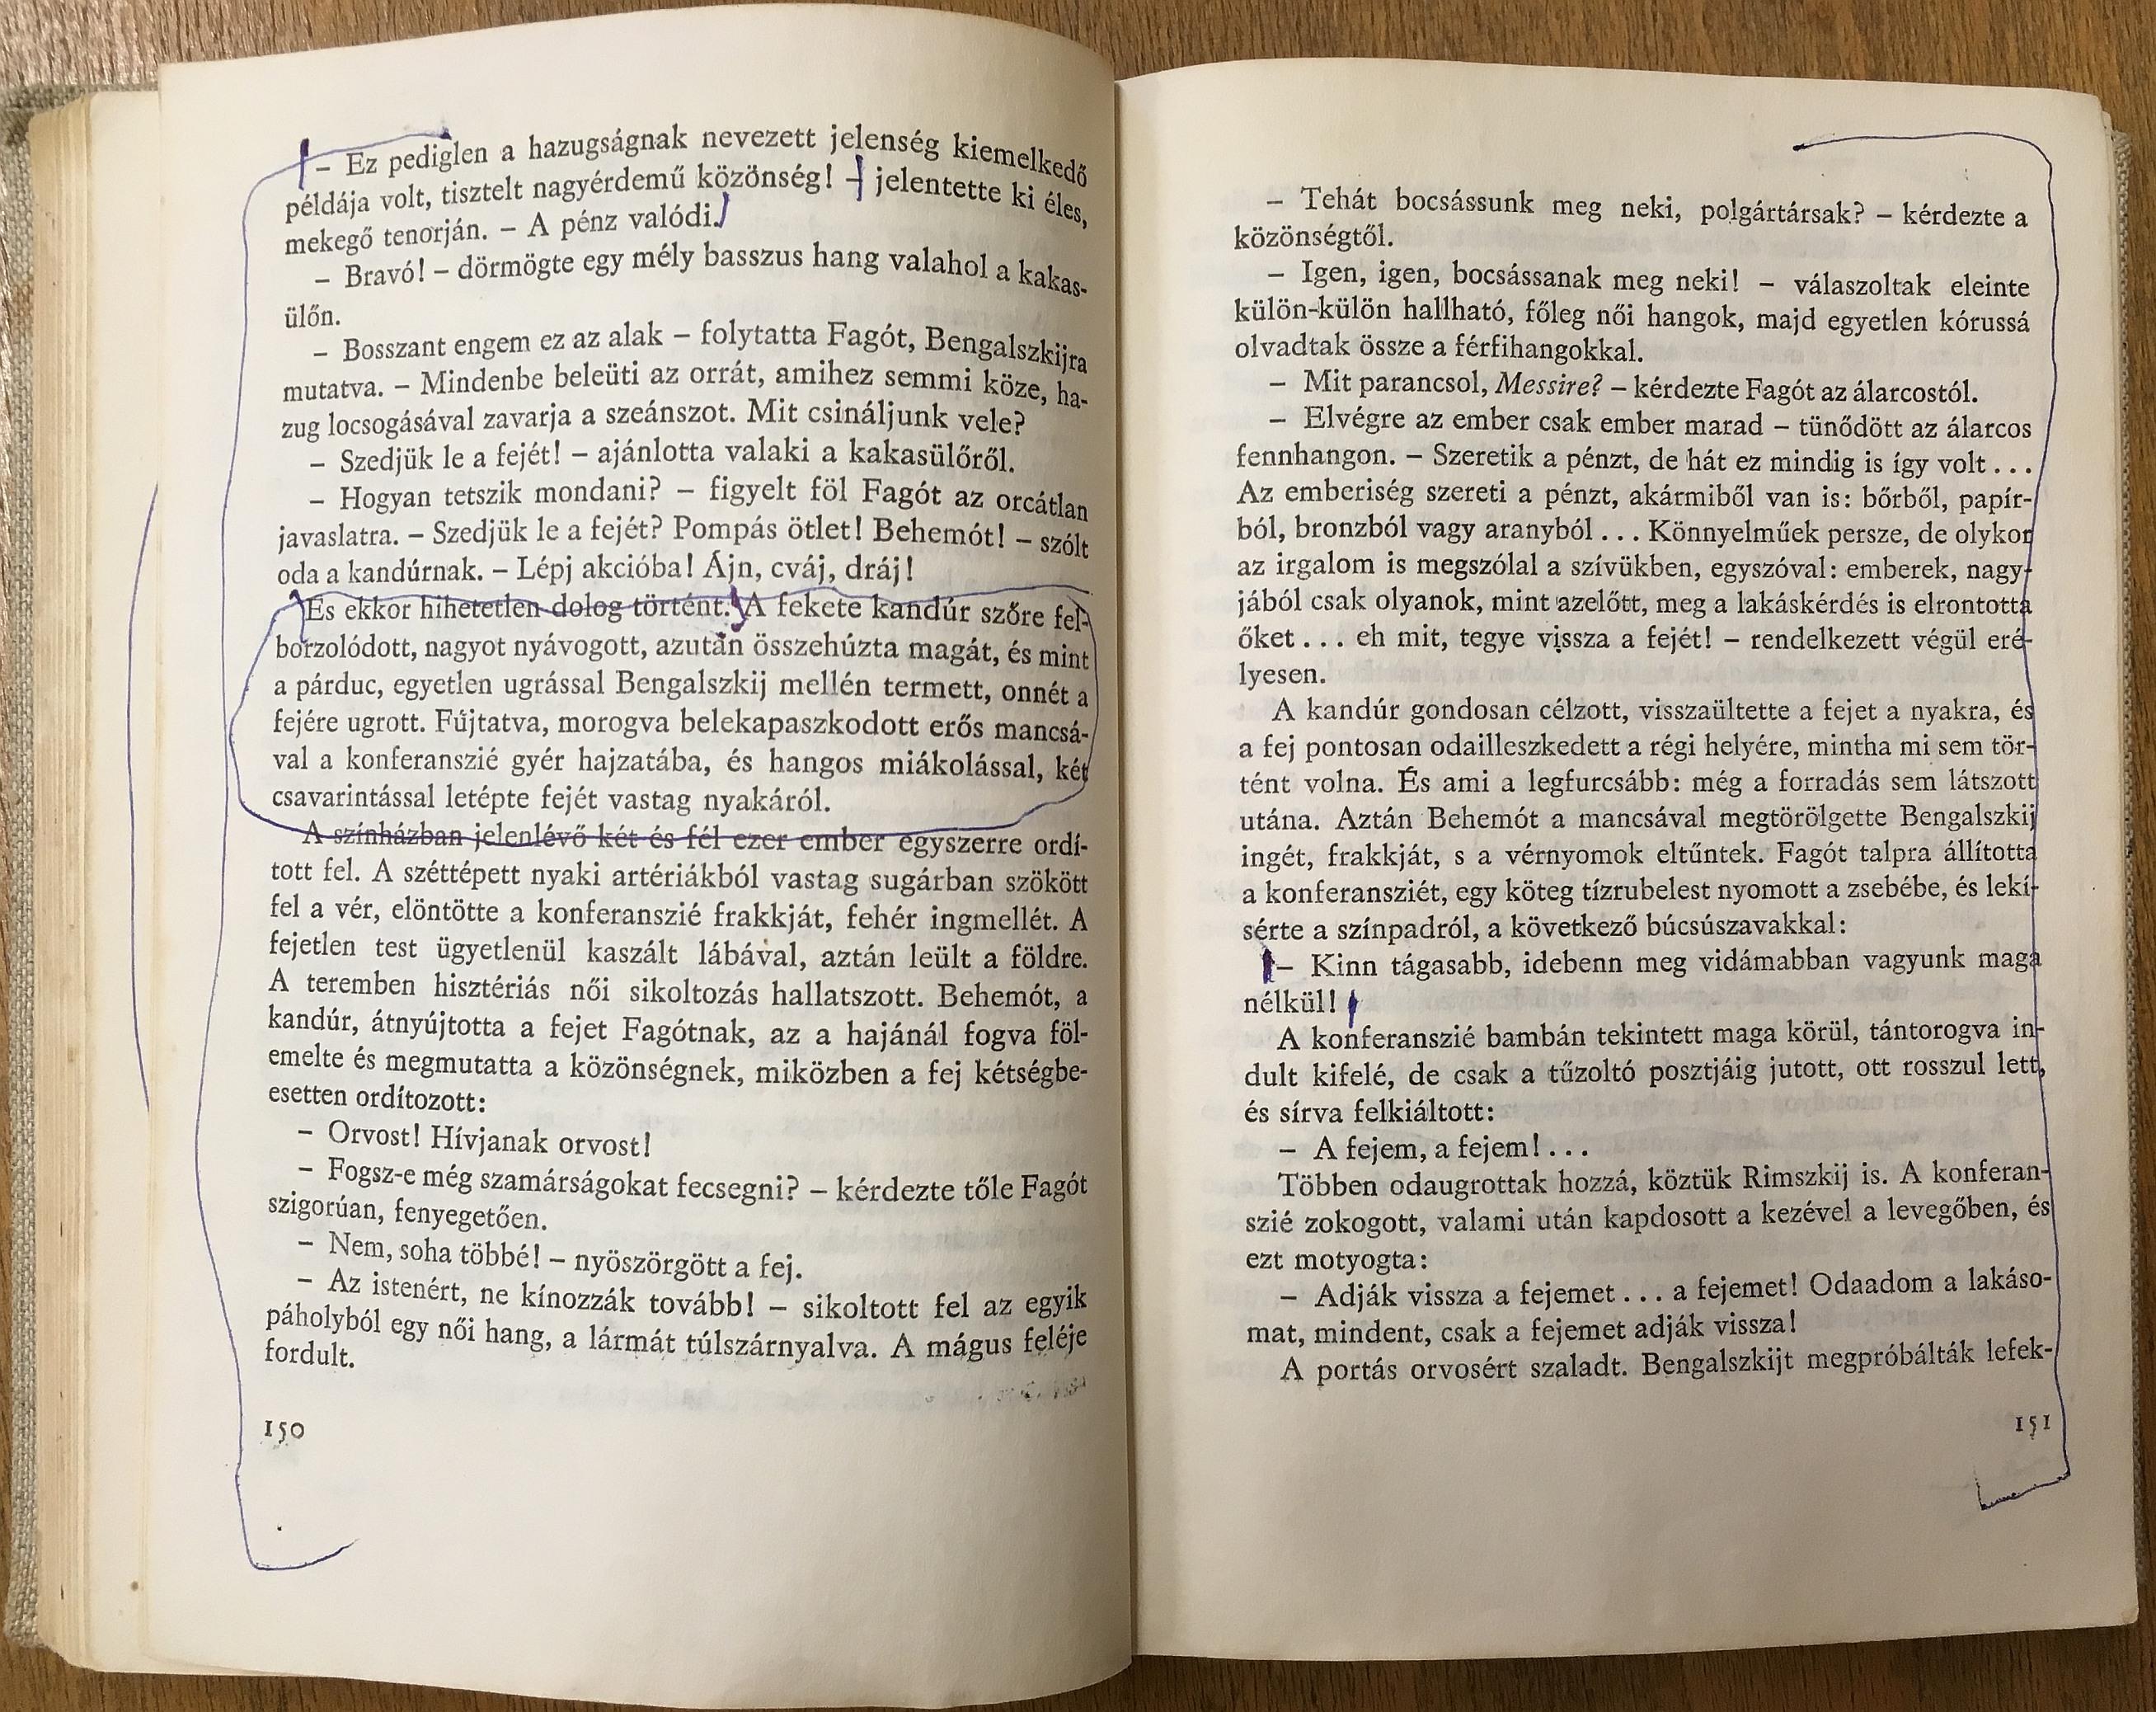 – Ez pediglen a hazugságnak nevezett jelenség kiemelkedő
példája volt, tisztelt nagyérdemű közönség! – jelentette ki éles,
mekegő tenorján. – A pénz valódi.
– Bravó! – dörmögte egy mély basszus hang valahol a kakas-
ülőn.
– Bosszant engem ez az alak – folytatta Fagót, Bengalszkijra
mutatva. – Mindenbe beleüti az orrát, amihez semmi köze, ha-
zug locsogásával zavarja a szeánszot. Mit csináljunk vele?
– Szedjük le a fejét! – ajánlotta valaki a kakasülőről.
– Hogyan tetszik mondani? – figyelt föl Fagót az orcátlan
javaslatra. – Szedjük le a fejét? Pompás ötlet! Behemót! – szólt
oda a kandúrnak. – Lépj akcióba! Ájn, cváj, dráj!
És ekkor hihetetlen dolog történt. A fekete kandúr szőre fel-
borzolódott, nagyot nyávogott, azután összehúzta magát, és mint
a párduc, egyetlen ugrással Bengalszkij mellén termett, onnét a
fejére ugrott. Fújtatva, morogva belekapaszkodott erős mancsá-
val a konferanszié gyér hajzatába, és hangos miákolással, két
csavarintással letépte fejét vastag nyakáról.
A színházban jelenlévő két és fél ezer ember egyszerre ordí-
tott fel. A széttépett nyaki artériákból vastag sugárban szökött
fel a vér, elöntötte a konferanszié frakkját, fehér ingmellét. A
fejetlen test ügyetlenül kaszált lábával, aztán leült a földre.
A teremben hisztériás női sikoltozás hallatszott. Behemót, a
kandúr, átnyújtotta a fejet Fagótnak, az a hajánál fogva föl-
emelte és megmutatta a közönségnek, miközben a fej kétségbe-
esetten ordítozott:
– Orvost! Hívjanak orvost!
– Fogsz-e még szamárságokat fecsegni? – kérdezte tőle Fagót
szigorúan, fenyegetően.
– Nem, soha többé! – nyöszörgött a fej.
– Az istenért, ne kínozzák tovább! – sikoltott fel az egyik
páholyból egy női hang, a lármát túlszárnyalva. A mágus feléje
fordult.
150
– Tehát bocsássunk meg neki, polgártársak? – kérdezte a
közönségtől.
– Igen, igen, bocsássanak meg neki! – válaszoltak eleinte
külön-külön hallható, főleg női hangok, majd egyetlen kórussá
olvadtak össze a férfihangokkal.
– Mit parancsol, Messire? – kérdezte Fagót az álarcostól.
– Elvégre az ember csak ember marad – tünődött az álarcos
fennhangon. – Szeretik a pénzt, de hát ez mindig is így volt...
Az emberiség szereti a pénzt, akármiből van is: bőrből, papír-
ból, bronzból vagy aranyból... Könnyelműek persze, de olykor
az irgalom is megszólal a szívükben, egyszóval: emberek, nagy-
jából csak olyanok, mint azelőtt, meg a lakáskérdés is elrontotta
őket... eh mit, tegye vissza a fejét! – rendelkezett végül eré-
lyesen.
A kandúr gondosan célzott, visszaültette a fejet a nyakra, és
a fej pontosan odailleszkedett a régi helyére, mintha mi sem tör-
tént volna. És ami a legfurcsább: még a forradás sem látszott
utána. Aztán Behemót a mancsával megtörölgette Bengalszkij
ingét, frakkját, s a vérnyomok eltűntek. Fagót talpra állította
a konferansziét, egy köteg tízrubelest nyomott a zsebébe, és lekí-
sérte a színpadról, a következő búcsúszavakkal:
– Kinn tágasabb, idebenn meg vidámabban vagyunk maga
nélkül!
A konferanszié bambán tekintett maga körül, tántorogva in-
dult kifelé, de csak a tűzoltó posztjáig jutott, ott rosszul lett,
és sírva felkiáltott:
– A fejem, a fejem!...
Többen odaugrottak hozzá, köztük Rimszkij is. A konferan-
szié zokogott, valami után kapdosott a kezével a levegőben, és
ezt motyogta:
– Adják vissza a fejemet... a fejemet! Odaadom a lakáso-
mat, mindent, csak a fejemet adják vissza!
A portás orvosért szaladt. Bengalszkijt megpróbálták lefek-
151